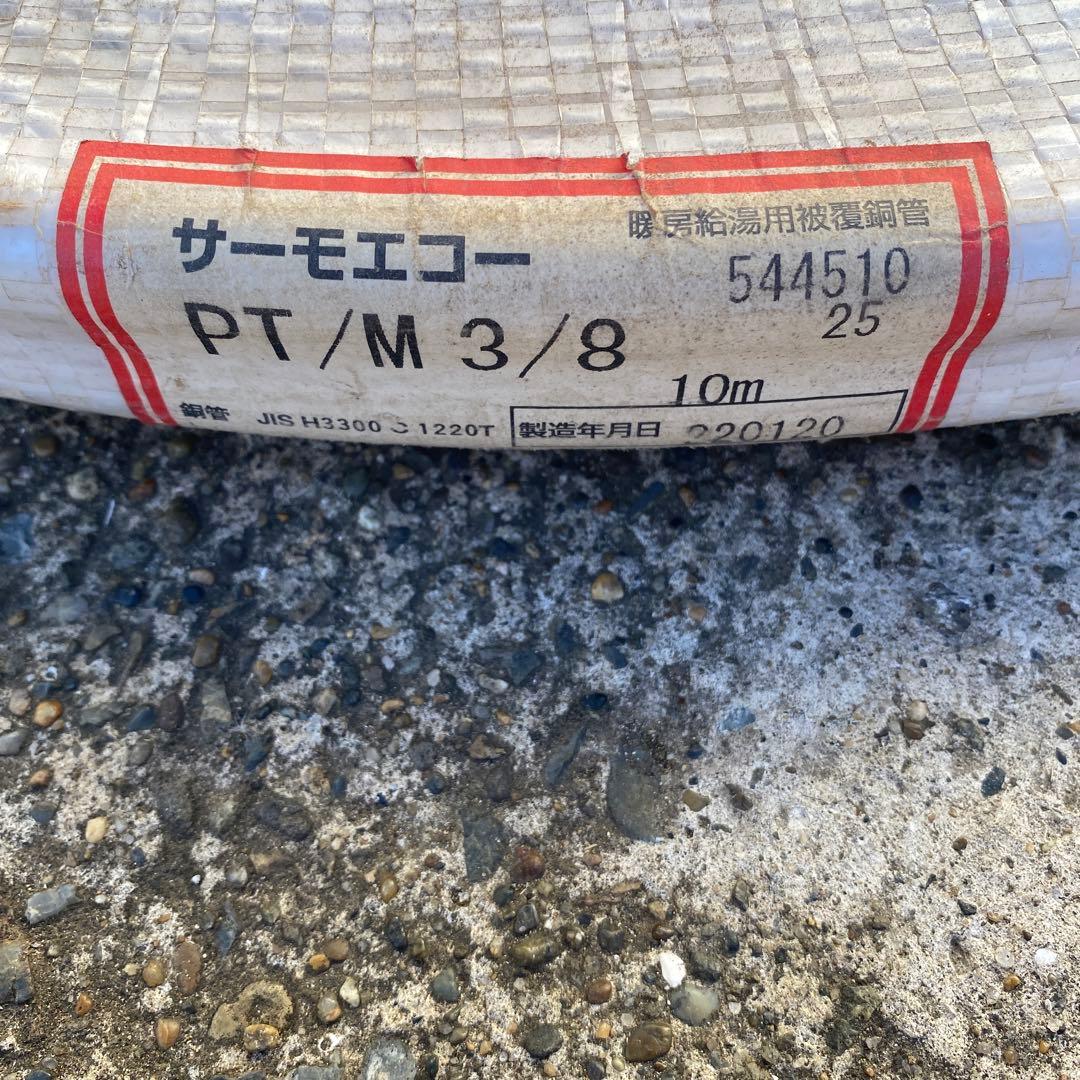 サーモエコー
暖房給湯用被覆銅管
544510
25
PT/M 3/8
10m
銅管 JIS H3300 C 1220T
製造年月日 220120